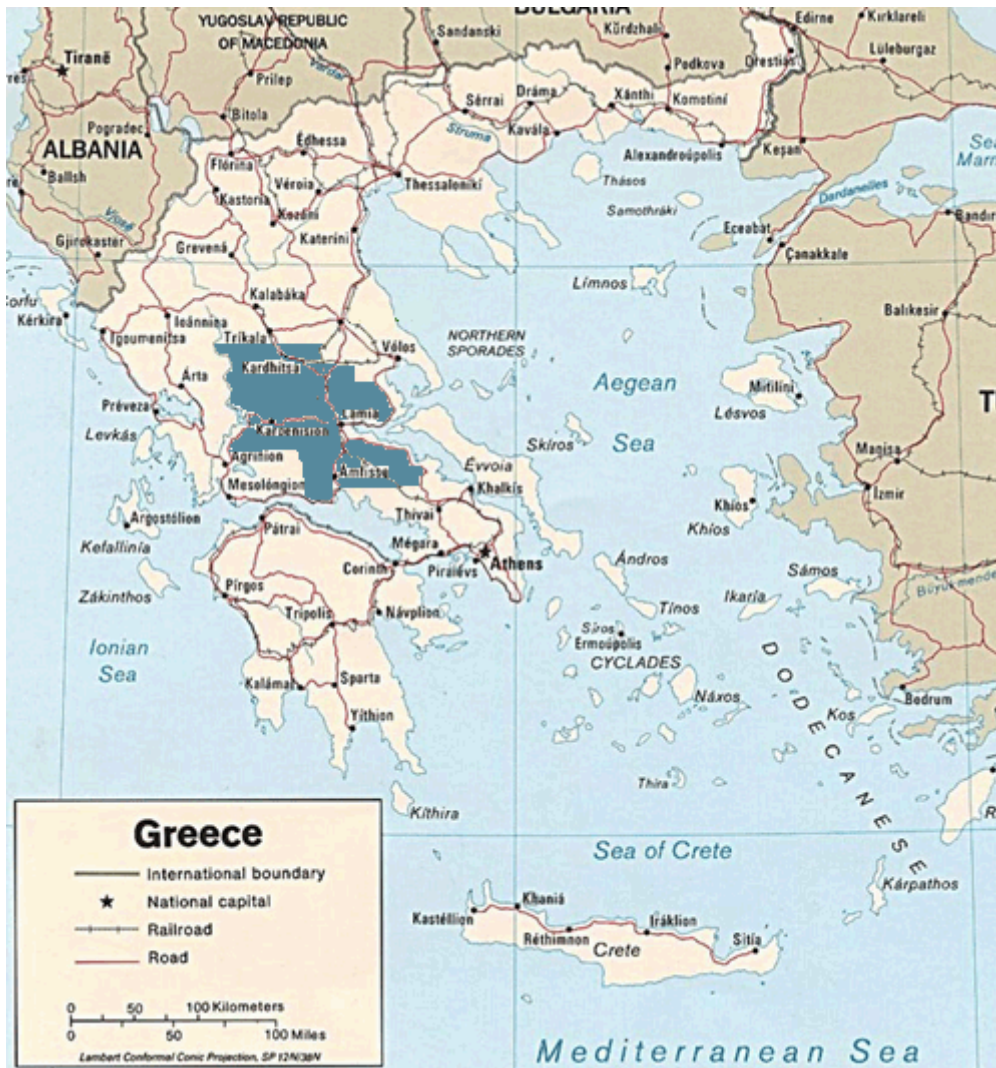 BULGARIA
YUGOSLAV REPUBLIC
OF MACEDONIA
Sandanski
Kŭrdzhali
Edirne
Kırklareli
Tiranë
Vardar
Prilep
Podkova
Orestiás
Lüleburgaz
Bitola
Sérrai
Dráma
Xánthi
Komotiní
Pogradec
Édhessa
Struma
Kavála
Keşan
ALBANIA
Flórina
Alexandroúpolis
Ballsh
Véroia
Thessaloníki
Thásos
Dardanelles
Kastoría
Samothráki
Kozáni
Eceabat
Gjirokastër
Grevená
Kateríni
Çanakkale
Límnos
Kalabáka
Corfu
Kérkira
Ioánnina
Balıkesir
Igoumenítsa
Tríkala
Vólos
NORTHERN
SPORADES
Kardhítsa
Aegean
Sea
Árta
Mitilíni
Préveza
Lamía
Lésvos
Levkás
Karpenísion
Skíros
Agrínion
Évvoia
Manisa
Amfissa
Mesolóngion
Khalkís
İzmir
Argostólion
Thívai
Khíos
Khíos
Kefallinía
Pátrai
Mégara
Athens
Ándros
Corinth
Piraiévs
Sámos
Zákinthos
Pírgos
Ikaría
Trípolis
Návplion
Tínos
Síros
Ermoúpolis
Ionian
Sea
CYCLADES
DODECANESE
Kalámai
Sparta
Náxos
Bodrum
Kos
Yíthion
Thíra
Kíthira
Greece
Sea of Crete
International boundary
National capital
Railroad
Road
Kárpathos
Khaniá
Kastéllion
Réthimnon
Iráklion
Crete
Sitía
0 50 100 Kilometers
0 50 100 Miles
Lambert Conformal Conic Projection, SP 12N/38N
Mediterranean Sea